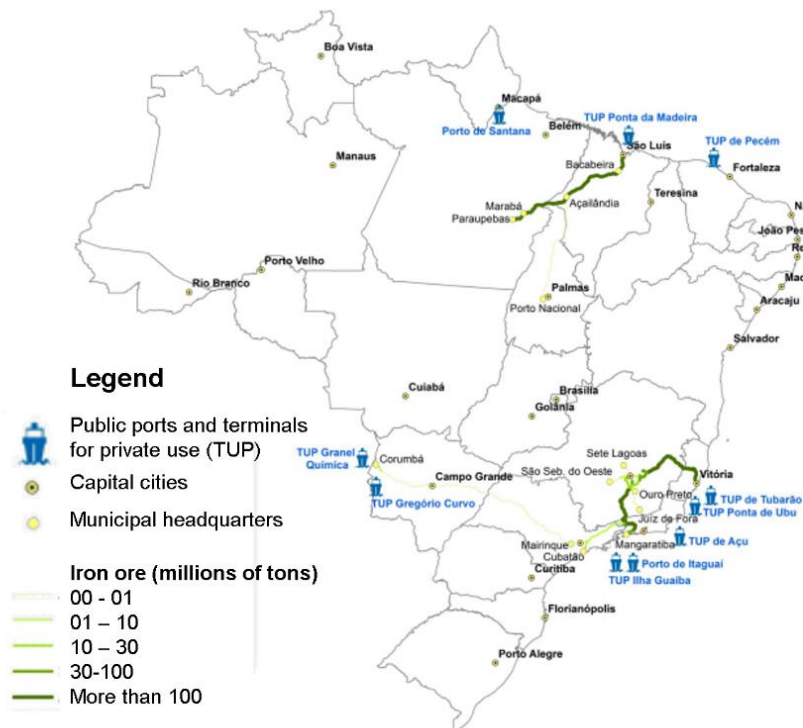 Boa Vista
Macapá
Porto de Santana
Belém
TUP Ponta da Madeira
São Luís
TUP de Pecém
Fortaleza
Manaus
Bacabeira
Teresina
Marabá
Açailândia
Paraupebas
João Pes
Porto Velho
Rio Branco
Palmas
Porto Nacional
Aracaju
Salvador
Legend
Public ports and terminals
for private use (TUP)
Capital cities
Municipal headquarters
Iron ore (millions of tons)
00 - 01
01 – 10
10 – 30
30-100
More than 100
Cuiabá
Brasília
Goiânia
TUP Granel
Química
Corumbá
Campo Grande
TUP Gregório Curvo
Sete Lagoas
São Seb. do Oeste
Vitória
Ouro Preto
TUP de Tubarão
TUP Ponta de Ubu
Juíz de Fora
TUP de Açu
Mairinque
Mangaratiba
Cubatão
Porto de Itaguaí
TUP Ilha Guaíba
Curitiba
Florianópolis
Porto Alegre